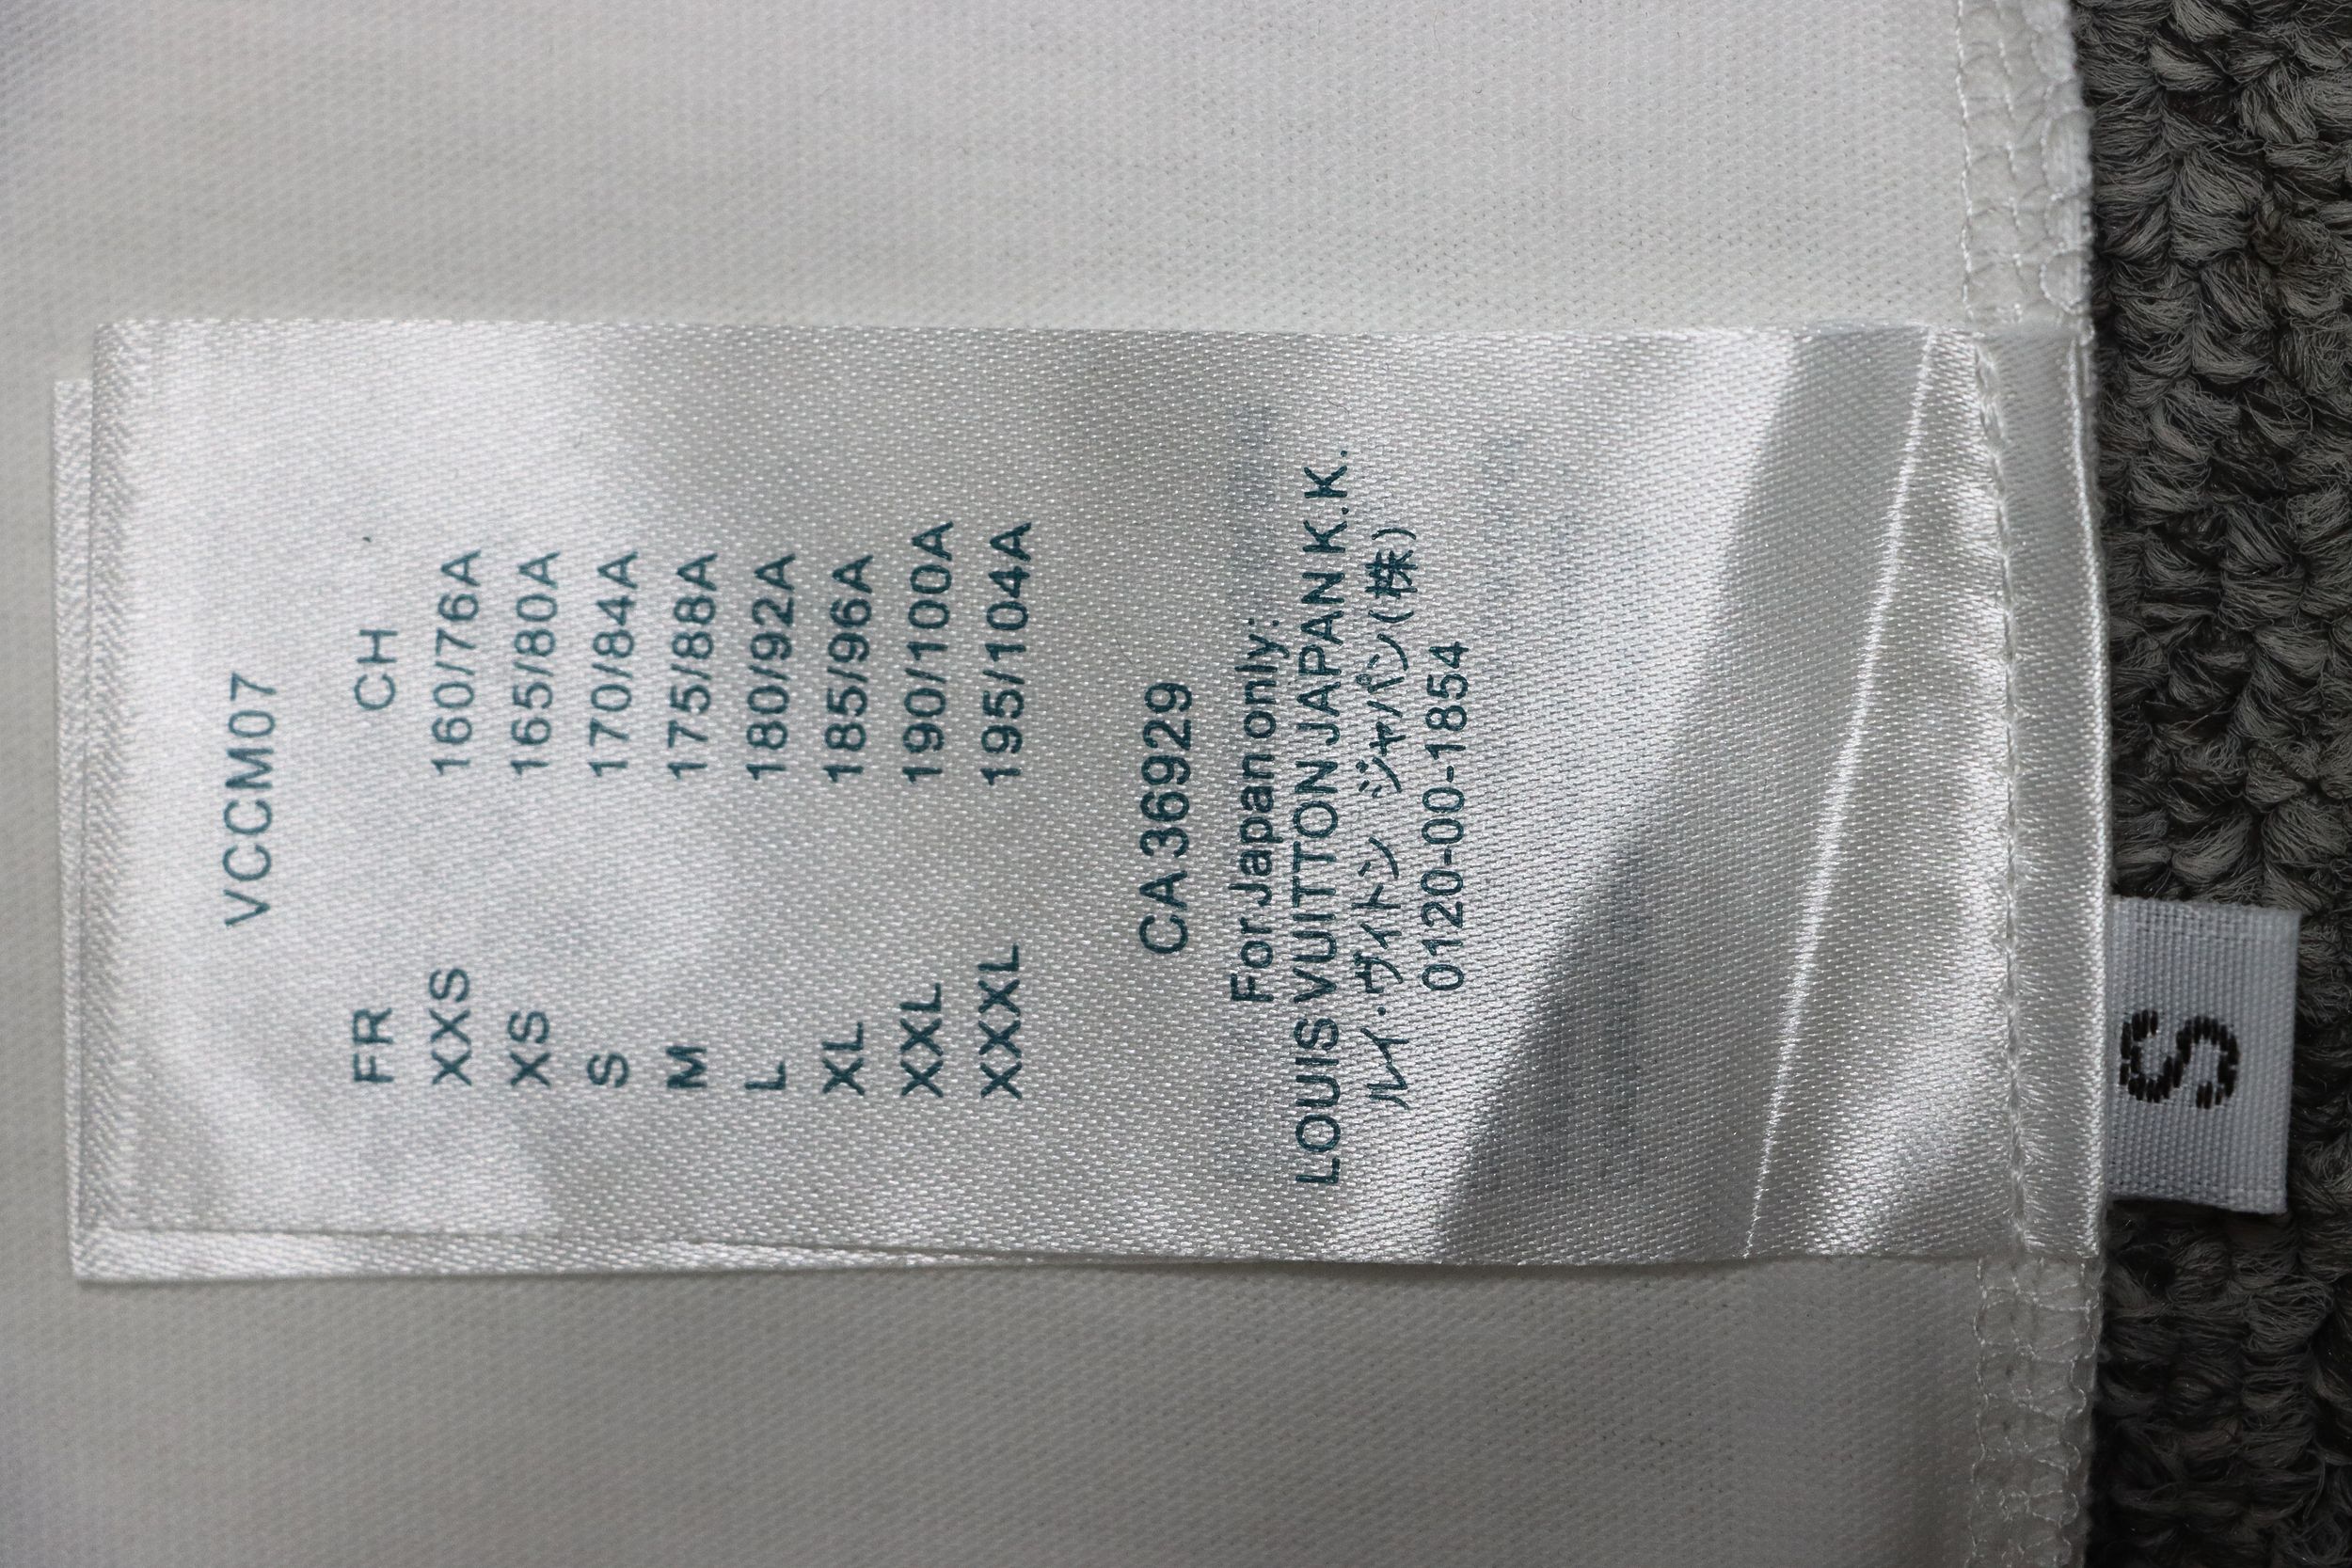 VCCM07
FR CH
XXS 160/76A
XS 165/80A
S 170/84A
M 175/88A
L 180/92A
XL 185/96A
XXL 190/100A
XXXL 195/104A
CA 36929
For Japan only:
LOUIS VUITTON JAPAN K.K.
ルイ・ヴィトン ジャパン(株)
0120-00-1854
S